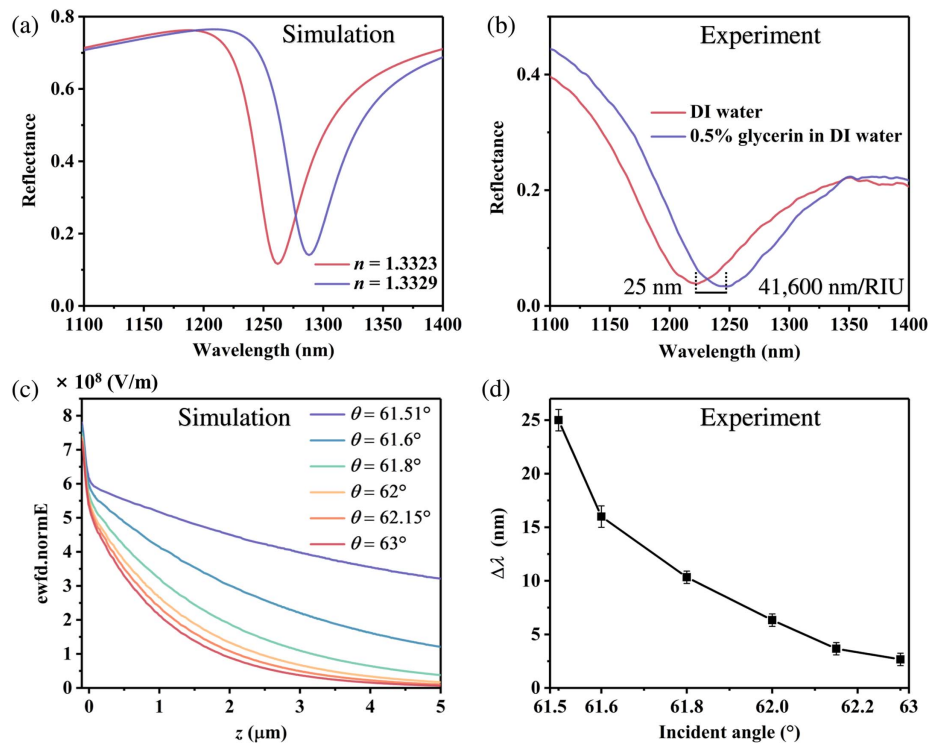 (a)
Simulation
0.8
0.6
0.4
0.2
0.0
Reflectance
n = 1.3323
n = 1.3329
1100 1150 1200 1250 1300 1350 1400
Wavelength (nm)
(b)
Experiment
0.4
0.2
0.0
Reflectance
DI water
0.5% glycerin in DI water
25 nm
41,600 nm/RIU
1100 1150 1200 1250 1300 1350 1400
Wavelength (nm)
(c)
× 10⁸ (V/m)
Simulation
8
7
6
5
4
3
2
1
0
ewfd.normE
θ = 61.51°
θ = 61.6°
θ = 61.8°
θ = 62°
θ = 62.15°
θ = 63°
0 1 2 3 4 5
z (μm)
(d)
Experiment
25
20
15
10
5
0
Δλ (nm)
61.5 61.6 61.8 62.0 62.2 63
Incident angle (°)